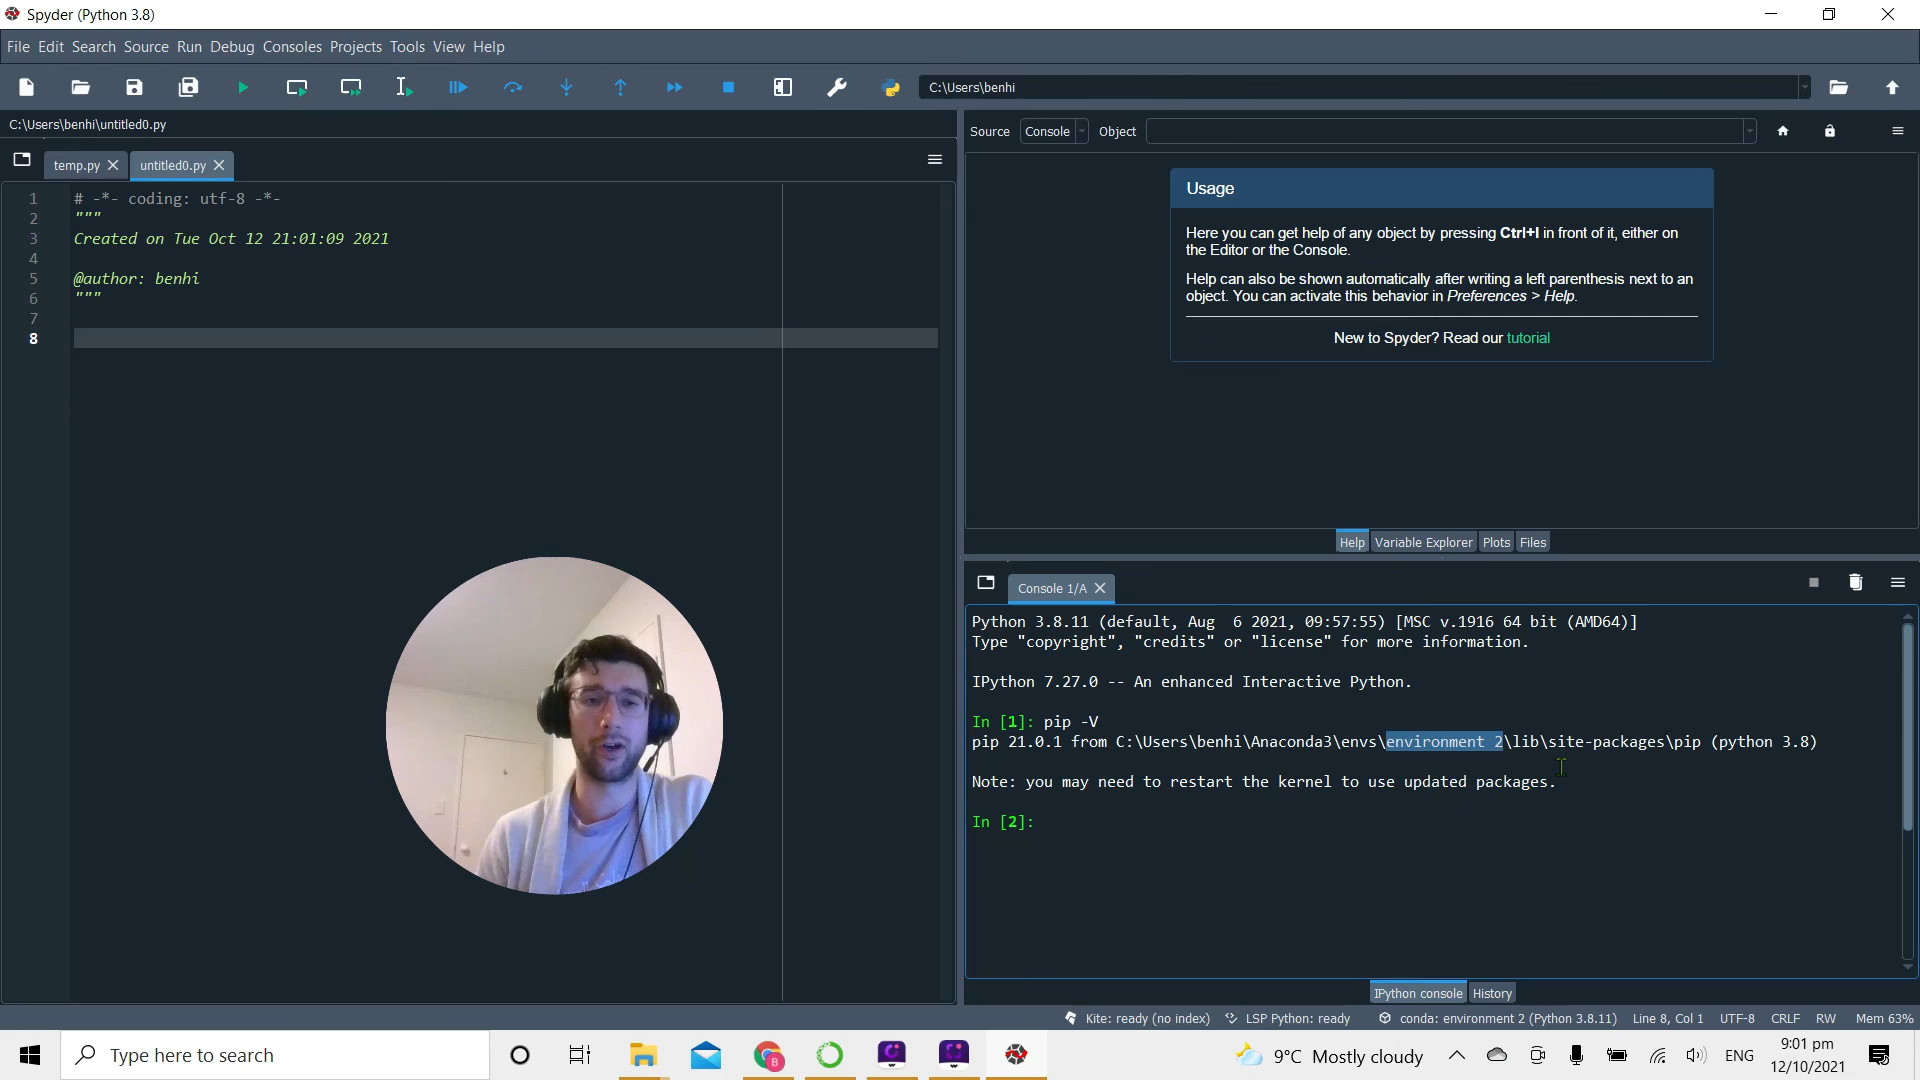 Spyder (Python 3.8)
File Edit Search Source Run Debug Consoles Projects Tools View Help
C:\Users\benhi
C:\Users\benhi\untitled0.py
temp.py
untitled0.py
1 # -*- coding: utf-8 -*-
2 """
3 Created on Tue Oct 12 21:01:09 2021
4
5 @author: benhi
6 """
7
8
Source Console Object
Usage
Here you can get help of any object by pressing Ctrl+I in front of it, either on
the Editor or the Console.
Help can also be shown automatically after writing a left parenthesis next to an
object. You can activate this behavior in Preferences > Help.
New to Spyder? Read our tutorial
Help Variable Explorer Plots Files
Console 1/A
Python 3.8.11 (default, Aug  6 2021, 09:57:55) [MSC v.1916 64 bit (AMD64)]
Type "copyright", "credits" or "license" for more information.
IPython 7.27.0 -- An enhanced Interactive Python.
In [1]: pip -V
pip 21.0.1 from C:\Users\benhi\Anaconda3\envs\environment 2\lib\site-packages\pip (python 3.8)
Note: you may need to restart the kernel to use updated packages.
In [2]:
IPython console History
Kite: ready (no index) LSP Python: ready conda: environment 2 (Python 3.8.11) Line 8, Col 1 UTF-8 CRLF RW Mem 63%
Type here to search
B
9°C Mostly cloudy
ENG
9:01 pm
12/10/2021